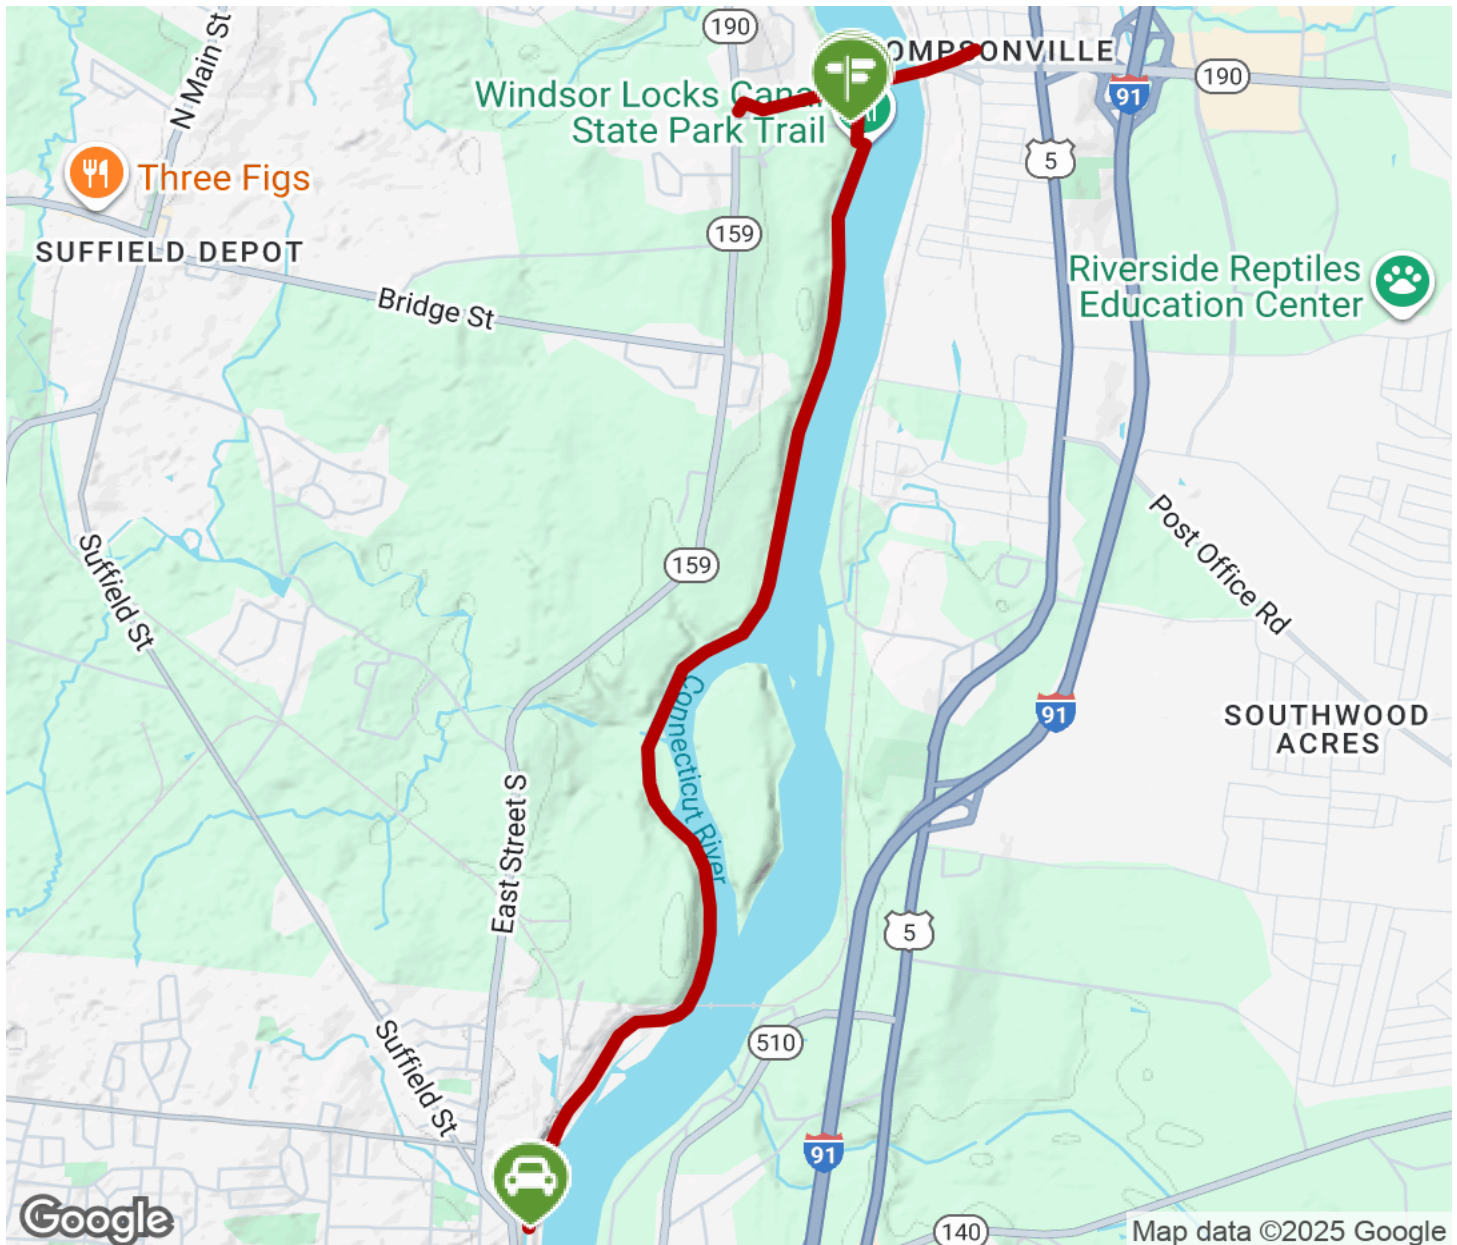 190
N Main St
OMPSONVILLE
190
91
Windsor Locks Canal
State Park Trail
5
Three Figs
159
SUFFIELD DEPOT
Riverside Reptiles
Education Center
Bridge St
Post Office Rd
Suffield St
159
Connecticut River
91
SOUTHWOOD
ACRES
East Street S
5
Suffield St
510
91
Google
140
Map data ©2025 Google